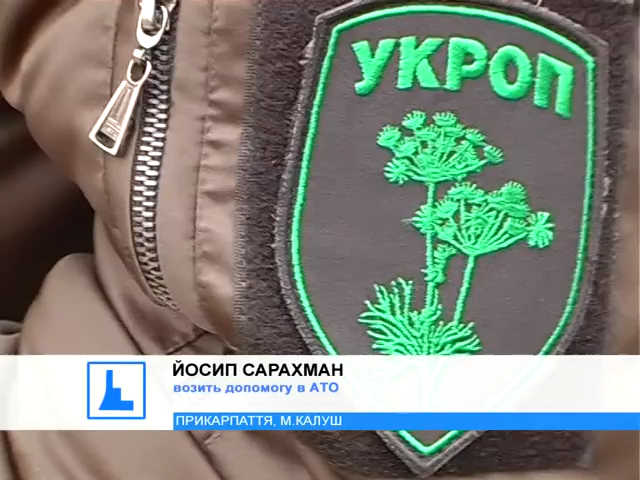 УКРОП
ЙОСИП САРАХМАН
возить допомогу в АТО
ПРИКАРПАТТЯ, М.КАЛУШ